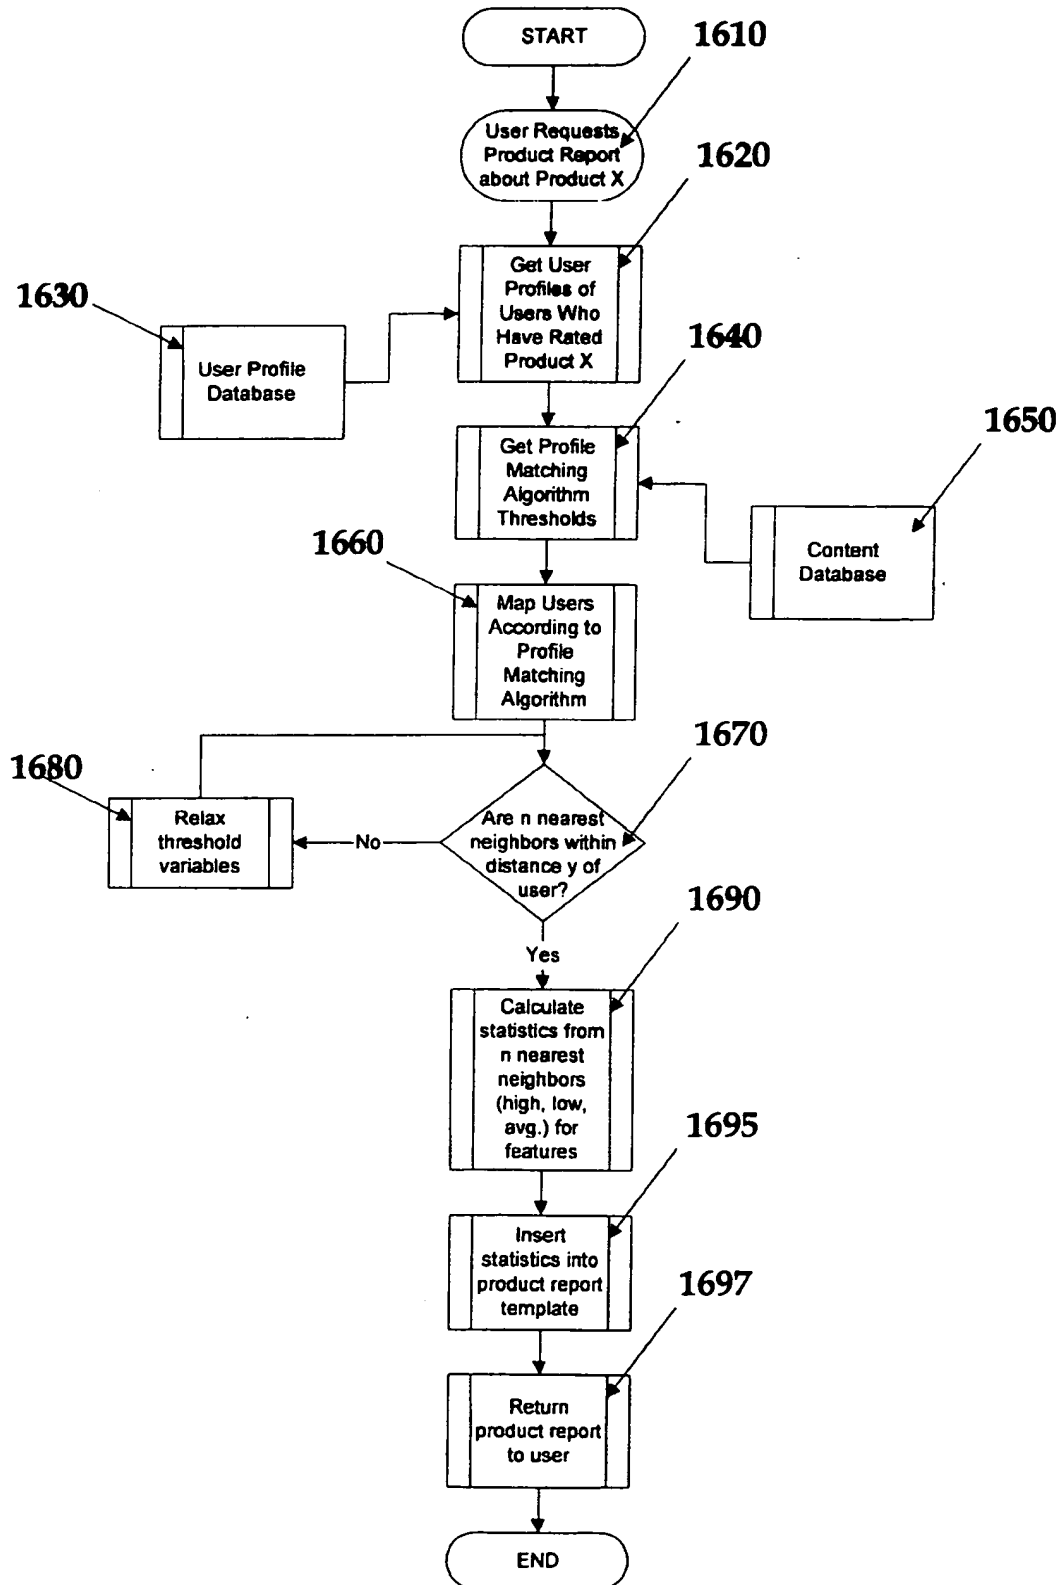 START
1610
User Requests
Product Report
about Product X
1620
Get User
Profiles of
Users Who
Have Rated
Product X
1630
User Profile
Database
1640
Get Profile
Matching
Algorithm
Thresholds
1650
Content
Database
1660
Map Users
According to
Profile
Matching
Algorithm
1670
Are n nearest
neighbors within
distance y of
user?
No
1680
Relax
threshold
variables
Yes
1690
Calculate
statistics from
n nearest
neighbors
(high, low,
avg.) for
features
1695
Insert
statistics into
product report
template
1697
Return
product report
to user
END